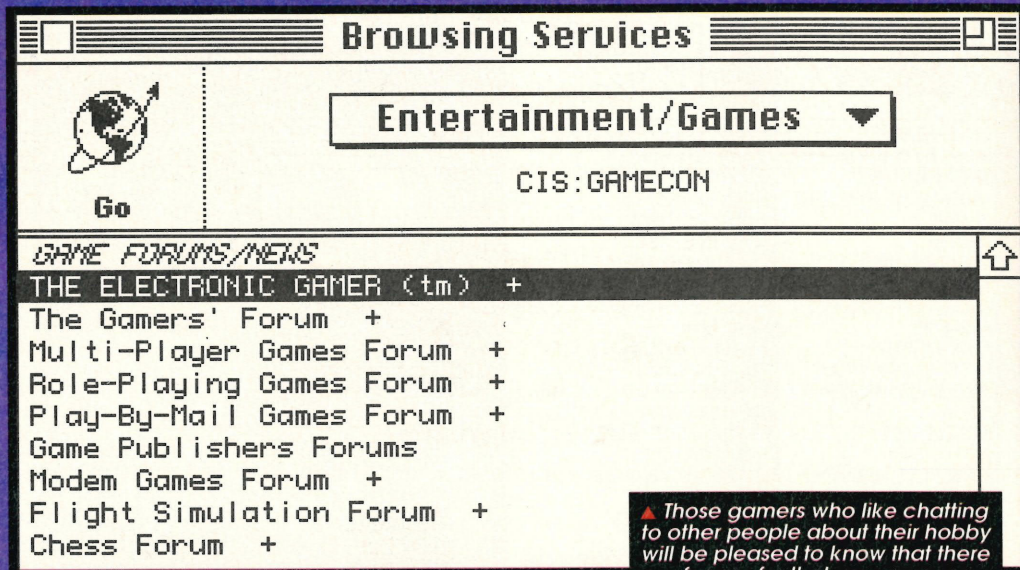 Browsing Services
Entertainment/Games
CIS:GAMECON
Go
GAME FORUMS/NEWS
THE ELECTRONIC GAMER (tm) +
The Gamers' Forum +
Multi-Player Games Forum +
Role-Playing Games Forum +
Play-By-Mail Games Forum +
Game Publishers Forums
Modem Games Forum +
Flight Simulation Forum +
Chess Forum +
Those gamers who like chatting
to other people about their hobby
will be pleased to know that there